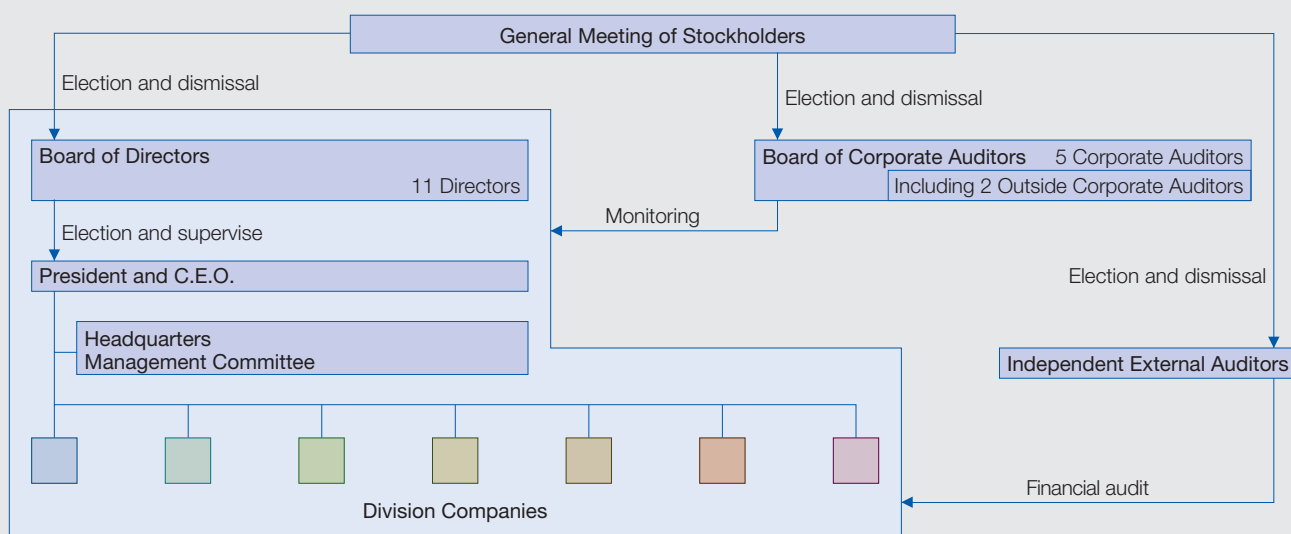 General Meeting of Stockholders
Election and dismissal
Election and dismissal
Board of Directors
11 Directors
Board of Corporate Auditors 5 Corporate Auditors
Including 2 Outside Corporate Auditors
Monitoring
Election and supervise
President and C.E.O.
Election and dismissal
Headquarters
Management Committee
Independent External Auditors
Financial audit
Division Companies